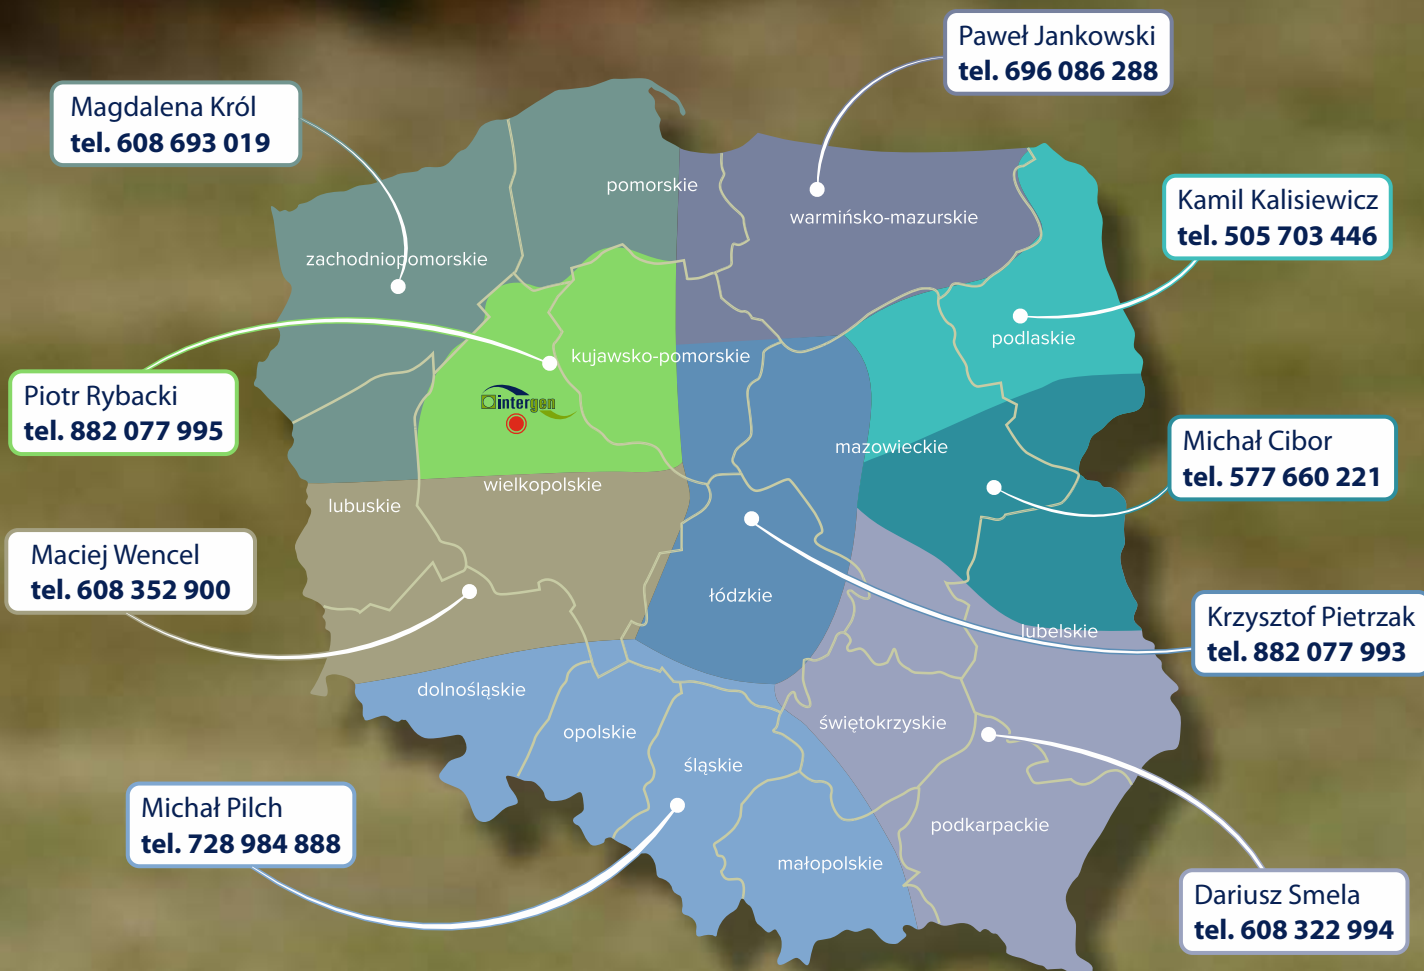 Paweł Jankowski
tel. 696 086 288
Magdalena Król
tel. 608 693 019
Kamil Kalisiewicz
tel. 505 703 446
Piotr Rybacki
tel. 882 077 995
Michał Cibor
tel. 577 660 221
Maciej Wencel
tel. 608 352 900
Krzysztof Pietrzak
tel. 882 077 993
Michał Pilch
tel. 728 984 888
Dariusz Smela
tel. 608 322 994
pomorskie
warmińsko-mazurskie
zachodniopomorskie
podlaskie
kujawsko-pomorskie
intergen
mazowieckie
wielkopolskie
lubuskie
łódzkie
lubelskie
dolnośląskie
świętokrzyskie
opolskie
śląskie
podkarpackie
małopolskie